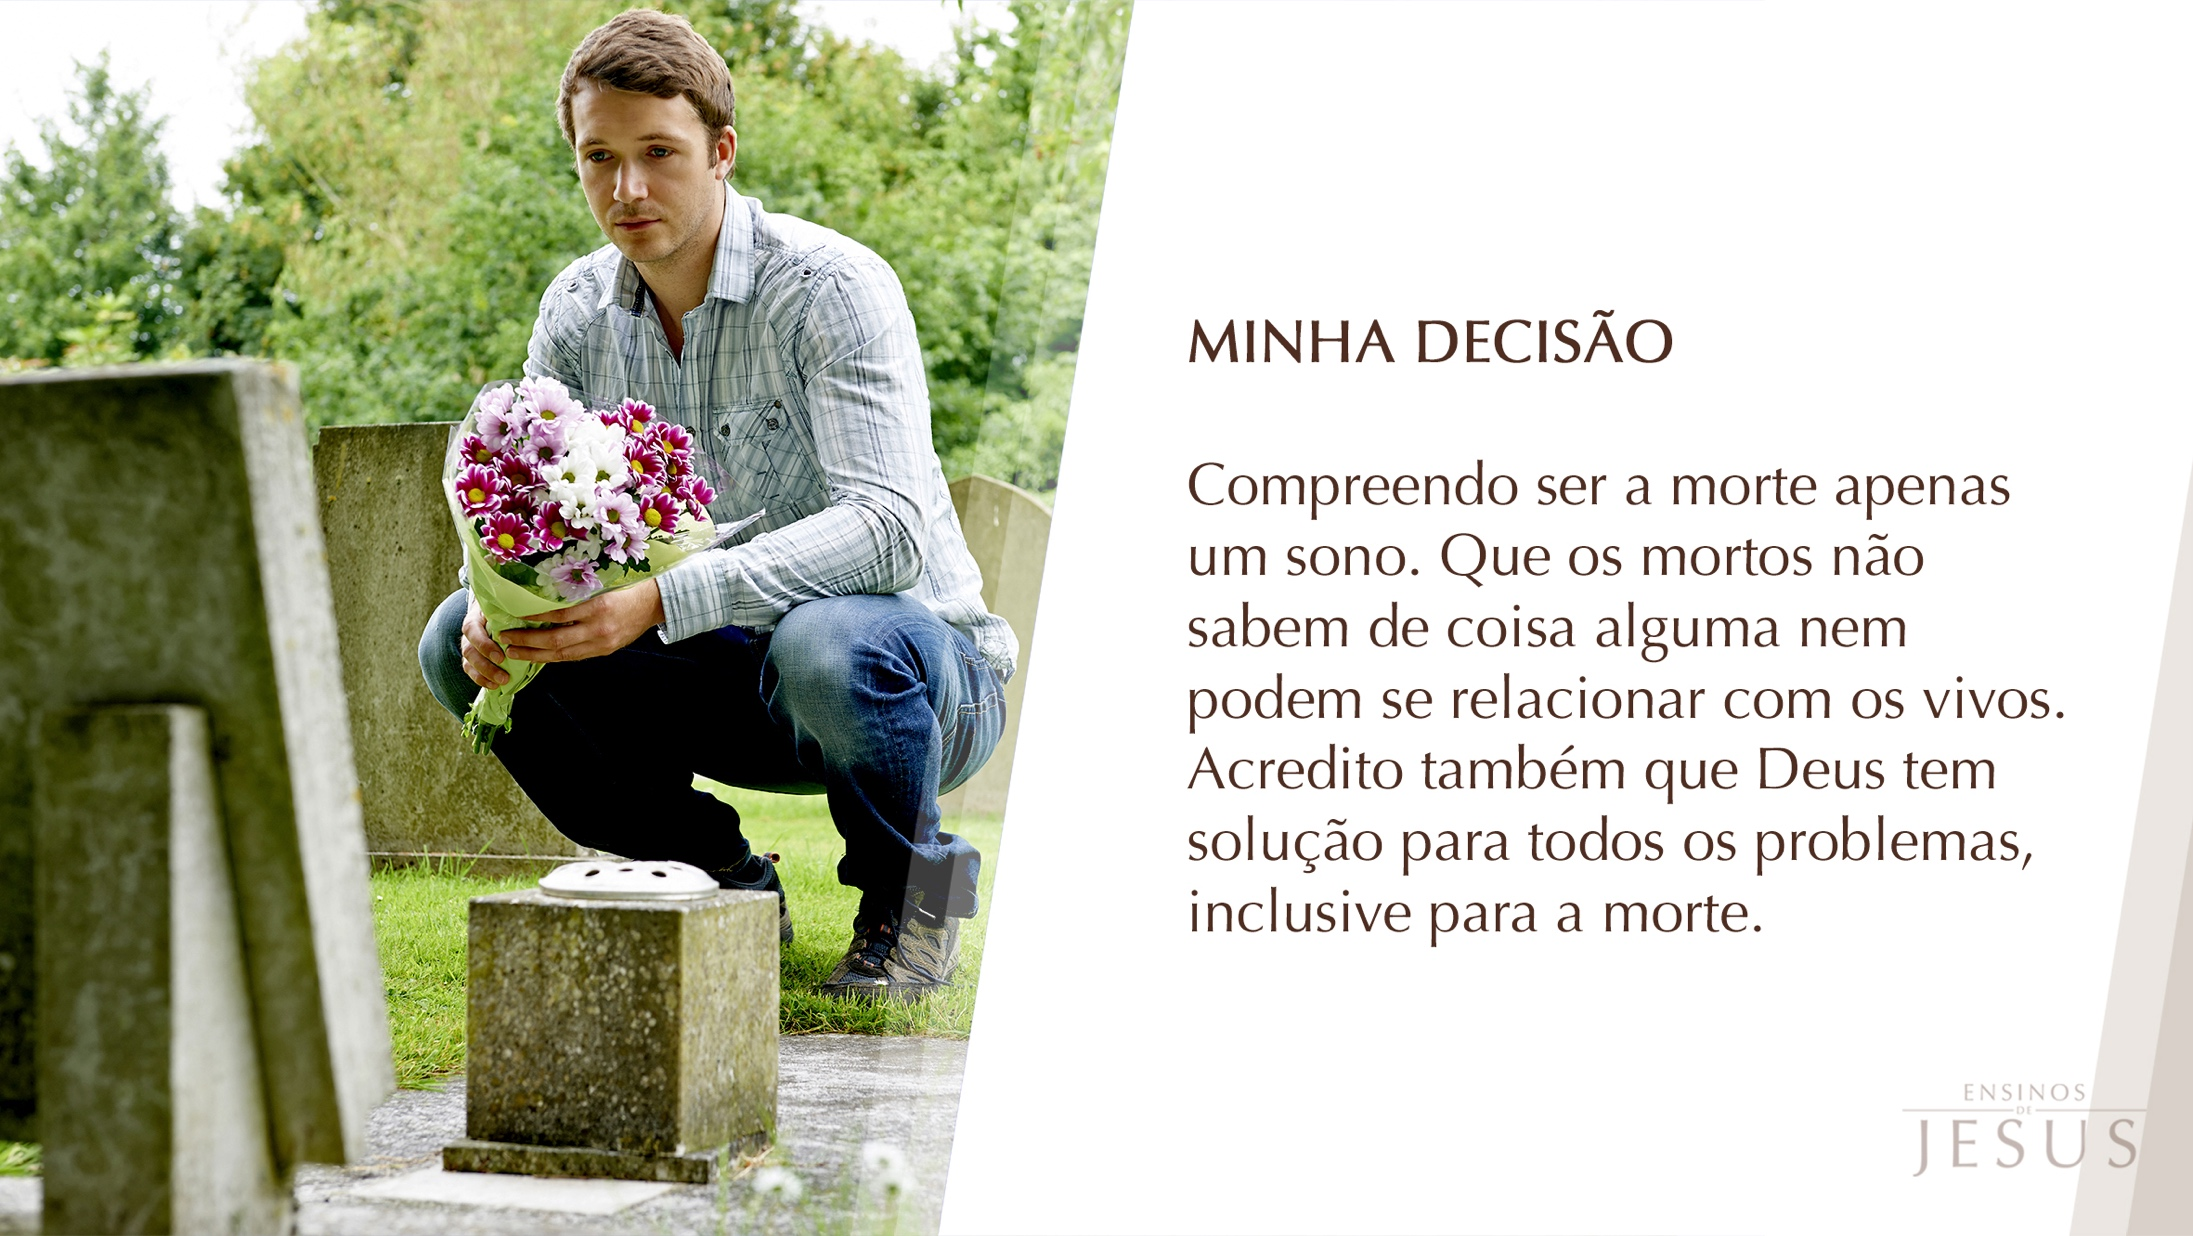 MINHA DECISÃO
Compreendo ser a morte apenas
um sono. Que os mortos não
sabem de coisa alguma nem
podem se relacionar com os vivos.
Acredito também que Deus tem
solução para todos os problemas,
inclusive para a morte.
ENSINOS
DE
JESUS